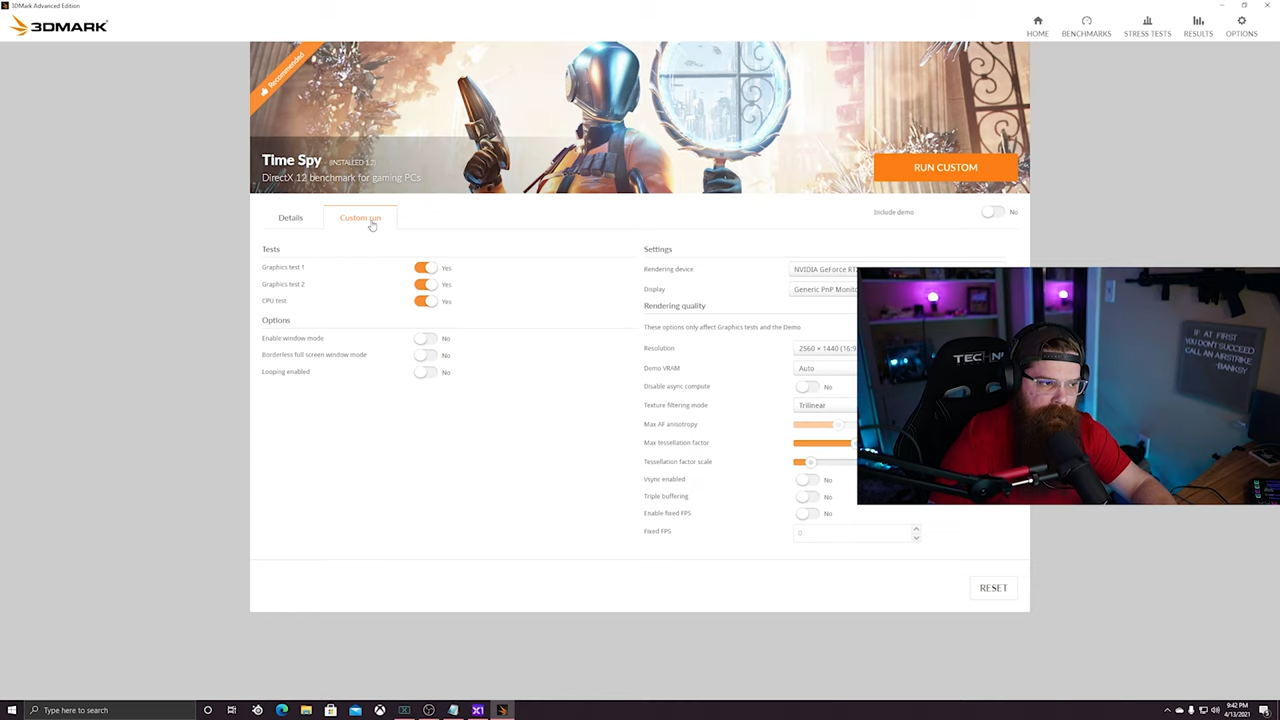 3DMark Advanced Edition
3DMARK
HOME
BENCHMARKS
STRESS TESTS
RESULTS
OPTIONS
Recommended
Time Spy (INSTALLED 1.2)
DirectX 12 benchmark for gaming PCs
RUN CUSTOM
Details
Custom run
Include demo
No
Tests
Graphics test 1
Yes
Graphics test 2
Yes
CPU test
Yes
Options
Enable window mode
No
Borderless full screen window mode
No
Looping enabled
No
Settings
Rendering device
NVIDIA GeForce
Display
Generic PnP
Rendering quality
These options only affect Graphics tests and the Demo
Resolution
2560 × 1440 (16:9
Demo VRAM
Auto
Disable async compute
No
Texture filtering mode
Trilinear
Max AF anisotropy
Max tessellation factor
Tessellation factor scale
Vsync enabled
No
Triple buffering
No
Enable fixed FPS
No
Fixed FPS
0
RESET
TECHNI
IF AT FIRST
YOU DON'T SUCCEED
CALL AN AIRSTRIKE
-BANKSY
Type here to search
X1
9:42 PM
4/13/2021